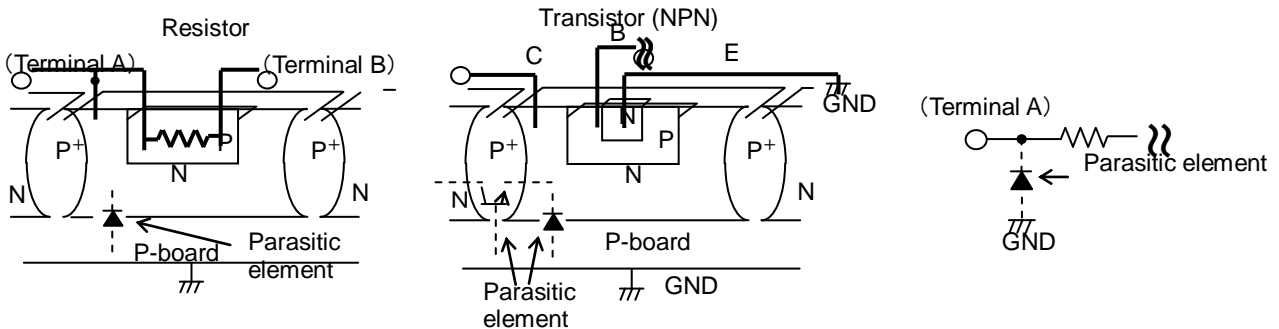 Resistor
(Terminal A)
(Terminal B)
P+
P+
P
N
N
N
P-board
Parasitic
element
Transistor (NPN)
B
C
E
GND
P+
P+
N
P
N
N
N
P-board
GND
Parasitic
element
(Terminal A)
Parasitic element
GND